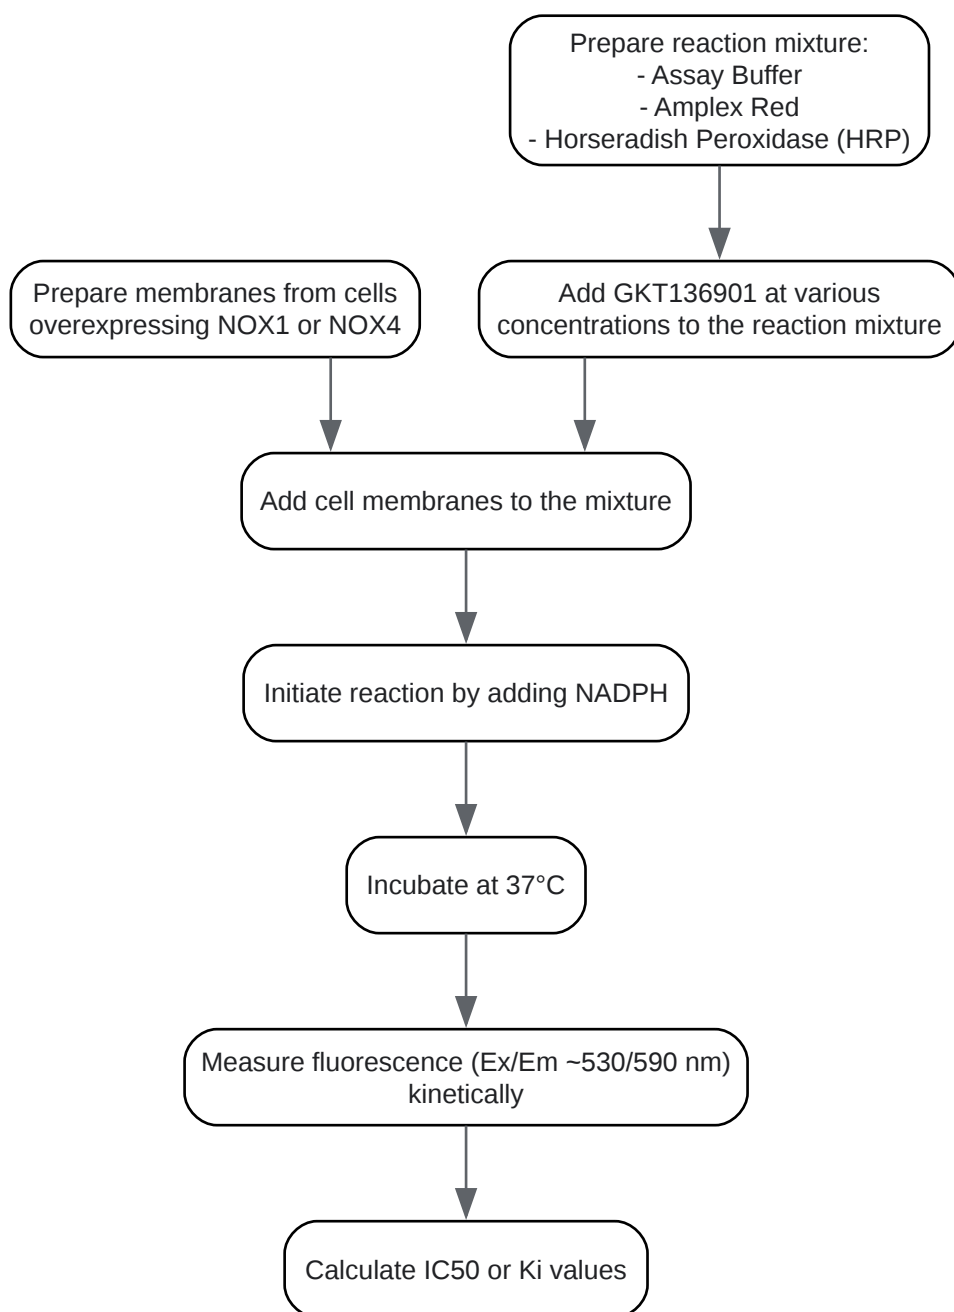 Prepare reaction mixture:
- Assay Buffer
- Amplex Red
- Horseradish Peroxidase (HRP)
Prepare membranes from cells
overexpressing NOX1 or NOX4
Add GKT136901 at various
concentrations to the reaction mixture
Add cell membranes to the mixture
Initiate reaction by adding NADPH
Incubate at 37°C
Measure fluorescence (Ex/Em ~530/590 nm)
kinetically
Calculate IC50 or Ki values